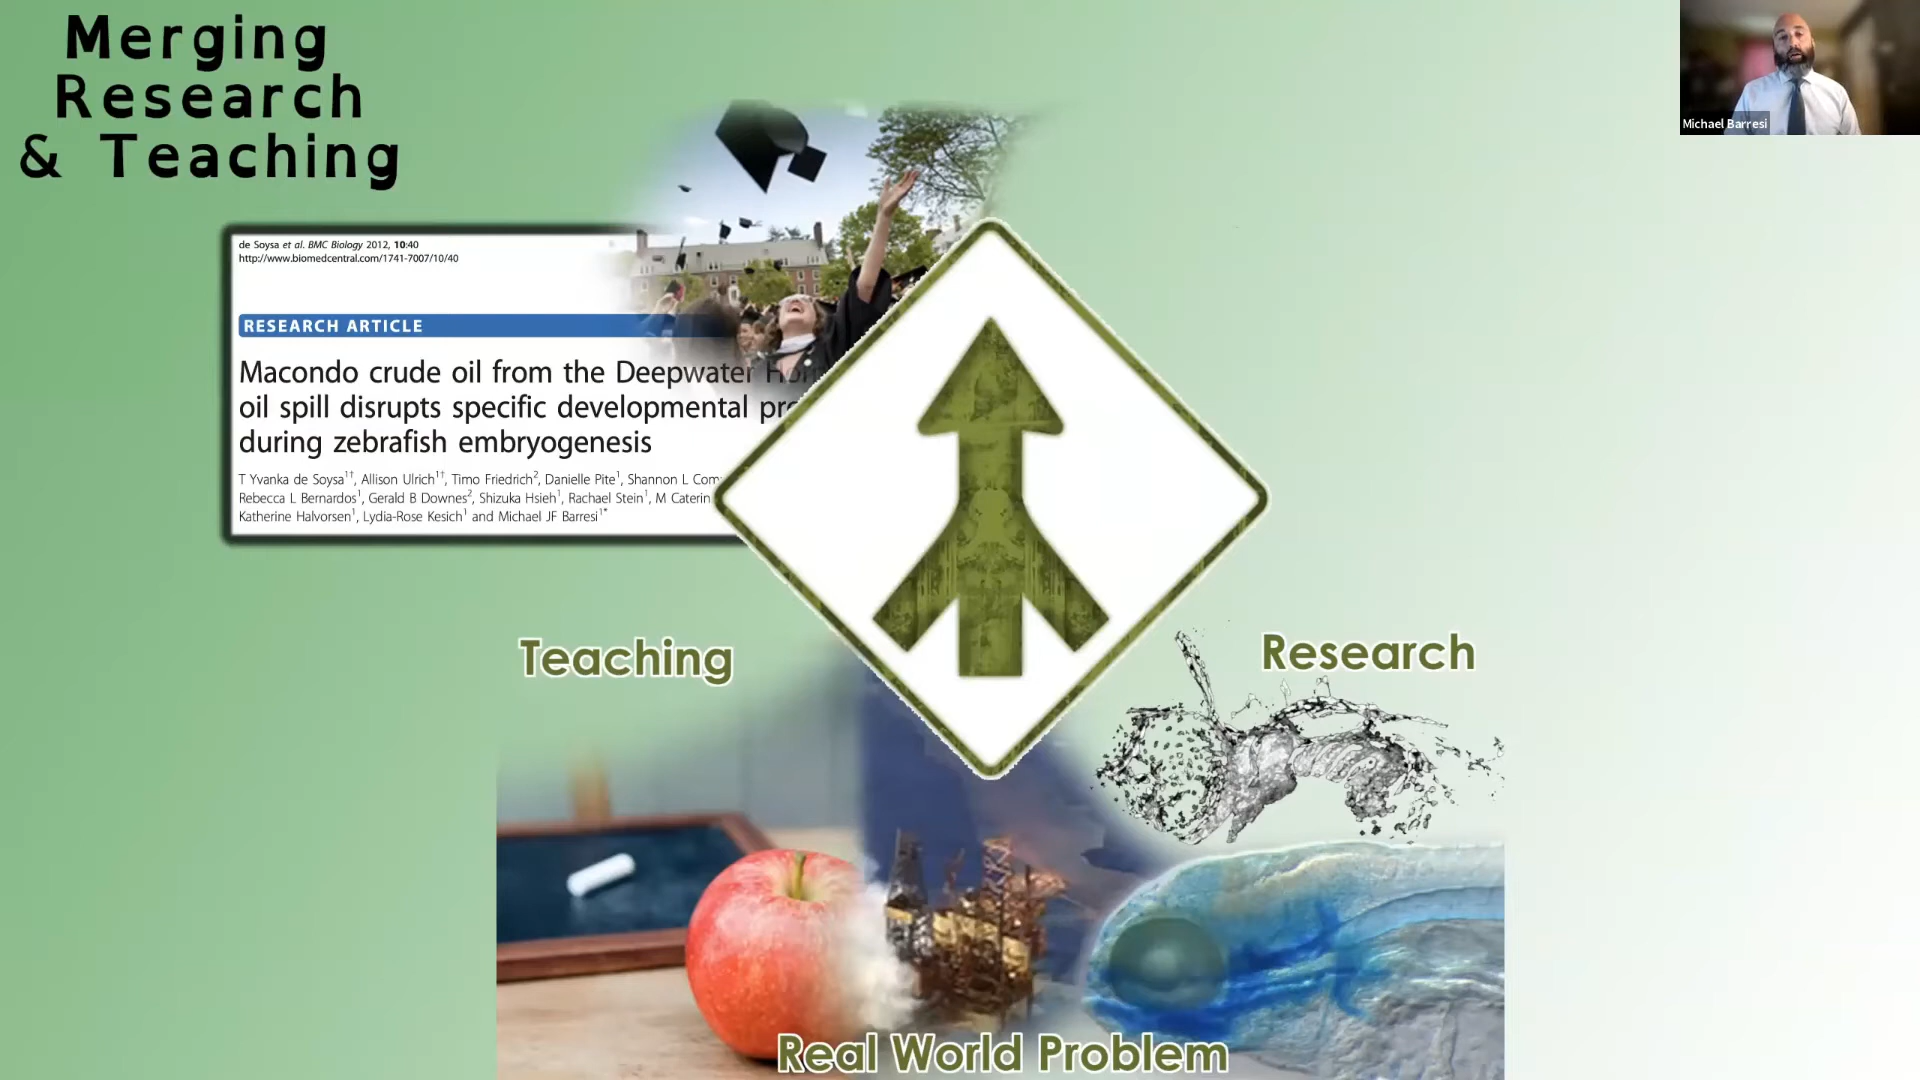 Merging
Research
& Teaching
Michael Barresi
de Soysa et al. BMC Biology 2012, 10:40
http://www.biomedcentral.com/1741-7007/10/40
RESEARCH ARTICLE
Macondo crude oil from the Deepwater
oil spill disrupts specific developmental
during zebrafish embryogenesis
T Yvanka de Soysa1†, Allison Ulrich1†, Timo Friedrich2, Danielle Pite1, Shannon L
Rebecca L Bernardos1, Gerald B Downes2, Shizuka Hsieh1, Rachael Stein1, M
Katherine Halvorsen1, Lydia-Rose Kesich1 and Michael JF Barresi1*
Teaching
Research
Real World Problem